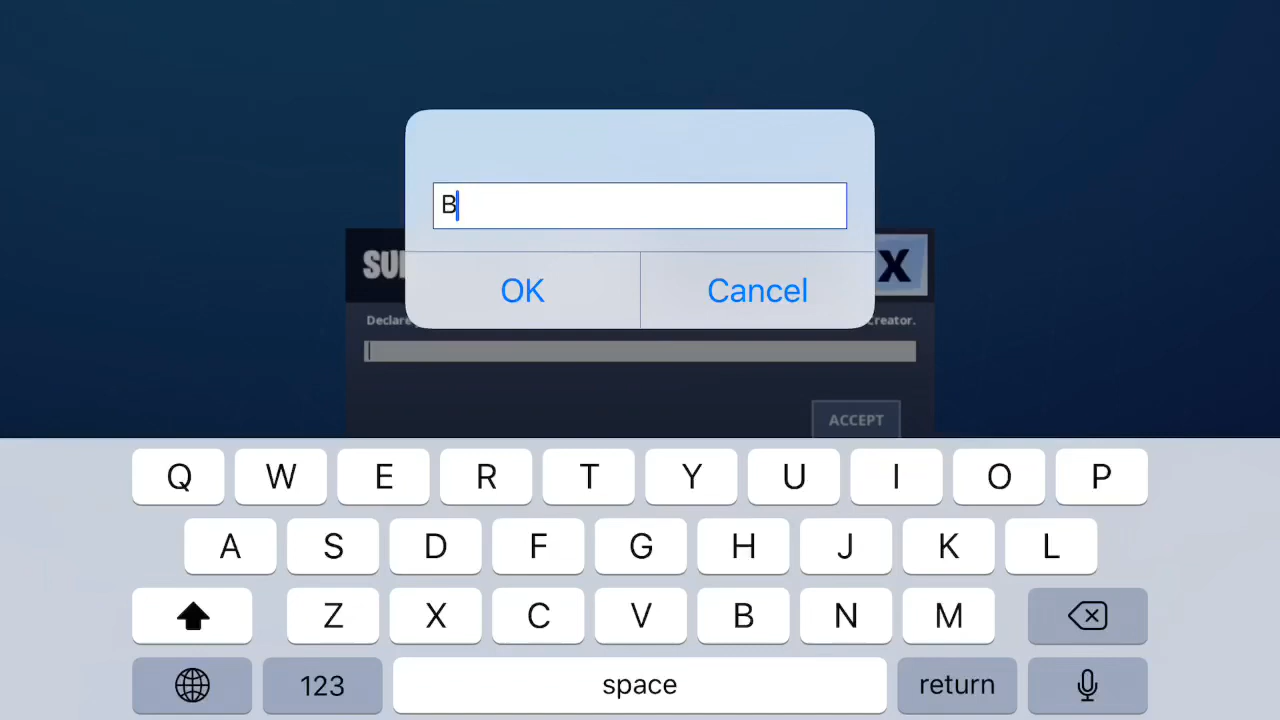 B
SU
X
OK
Cancel
Declare
Creator.
ACCEPT
Q W E R T Y U I O P
A S D F G H J K L
Z X C V B N M
123
space
return